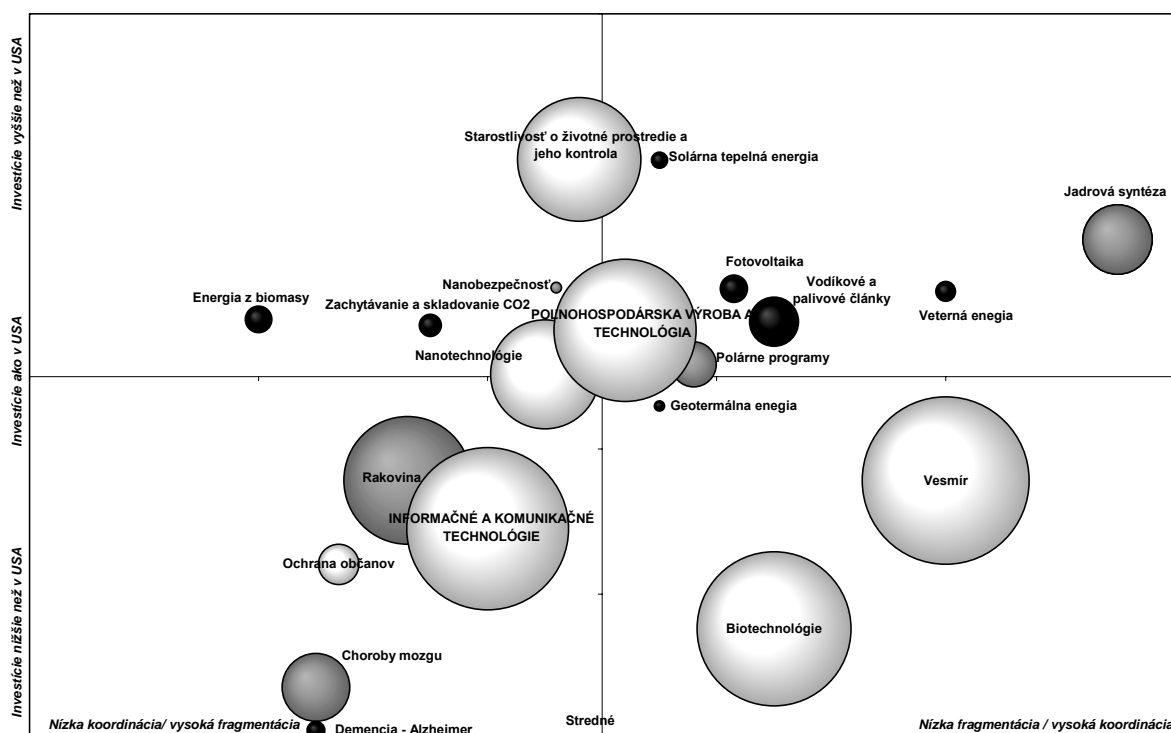 Investície vyššie než v USA
Starostlivosť o životné prostredie a
jeho kontrola
Solárna tepelná energia
Jadrová syntéza
Fotovoltaika
Nanobezpečnosť
Vodíkové a
palivové články
Energia z biomasy
Zachytávanie a skladovanie CO2
POĽNOHOSPODÁRSKA VÝROBA A
TECHNOLÓGIA
Veterná enegia
Nanotechnológie
Polárne programy
Investície ako v USA
Geotermálna enegia
Rakovina
Vesmír
INFORMAČNÉ A KOMUNIKAČNÉ
TECHNOLÓGIE
Ochrana občanov
Biotechnológie
Choroby mozgu
Investície nižšie než v USA
Nízka koordinácia/ vysoká fragmentácia
Demencia - Alzheimer
Stredné
Nízka fragmentácia / vysoká koordinácia